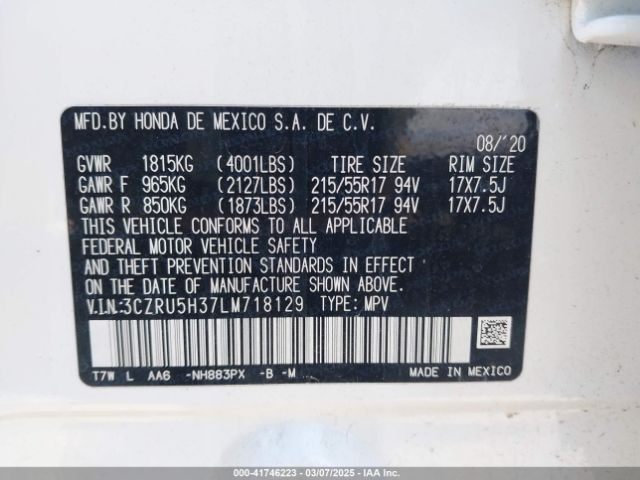 MFD.BY HONDA DE MEXICO S.A. DE C.V.
08/'20
GVWR 1815KG (4001LBS) TIRE SIZE RIM SIZE
GAWR F 965KG (2127LBS) 215/55R17 94V 17X7.5J
GAWR R 850KG (1873LBS) 215/55R17 94V 17X7.5J
THIS VEHICLE CONFORMS TO ALL APPLICABLE
FEDERAL MOTOR VEHICLE SAFETY
AND THEFT PREVENTION STANDARDS IN EFFECT
ON THE DATE OF MANUFACTURE SHOWN ABOVE.
V.I.N.:3CZRU5H37LM718129 TYPE: MPV
T7W L AA6 -NH883PX -B -M MADE IN MEXICO
000-41746223 | 03/07/2025 | IAAI.com